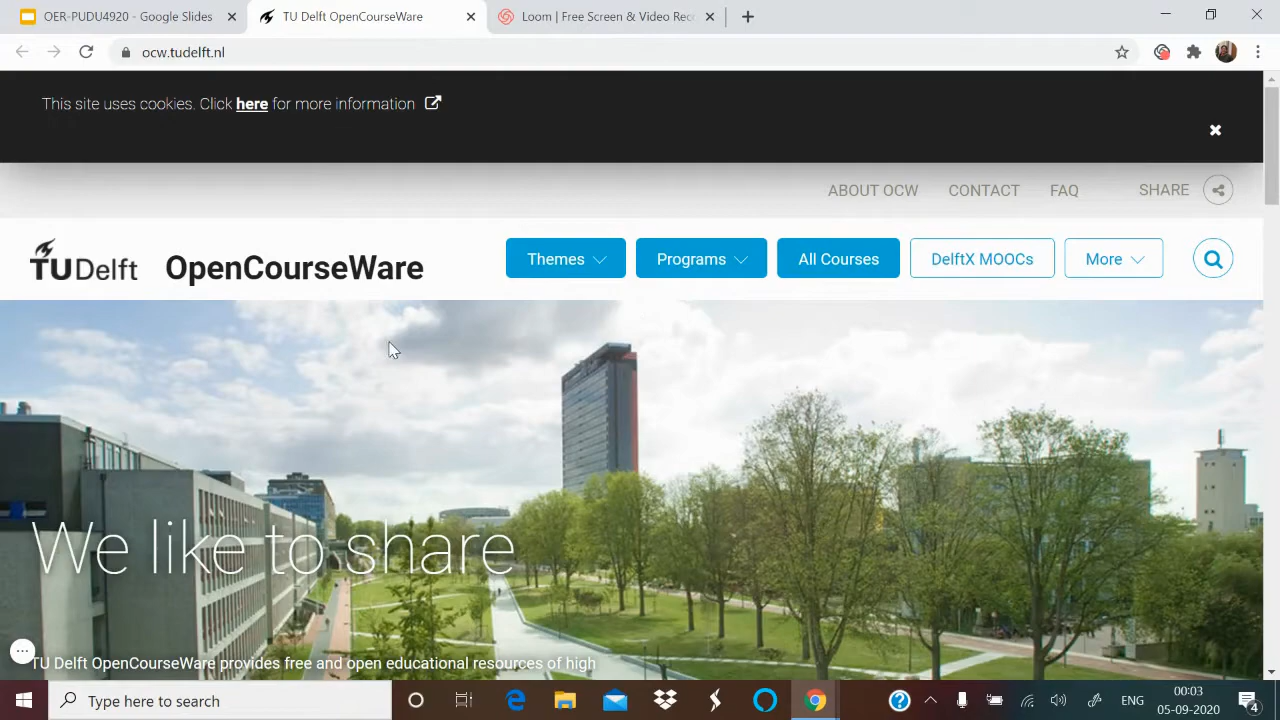 OER-PUDU4920 - Google Slides
TU Delft OpenCourseWare
Loom | Free Screen & Video Rec
ocw.tudelft.nl
This site uses cookies. Click here for more information
ABOUT OCW
CONTACT
FAQ
SHARE
TUDelft
OpenCourseWare
Themes
Programs
All Courses
DelftX MOOCs
More
We like to share
TU Delft OpenCourseWare provides free and open educational resources of high
Type here to search
ENG
00:03
05-09-2020
4